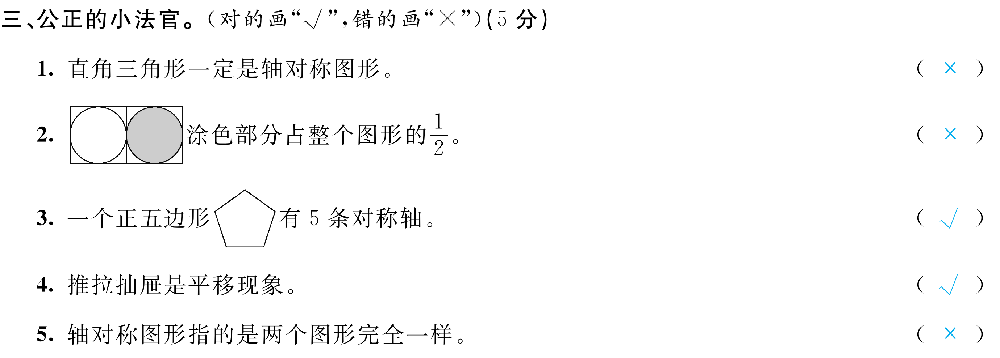 三、公正的小法官。(对的画“√”,错的画“×”)(5 分)
1. 直角三角形一定是轴对称图形。 ( × )
2. 涂色部分占整个图形的1/2。 ( × )
3. 一个正五边形有 5 条对称轴。 ( √ )
4. 推拉抽屉是平移现象。 ( √ )
5. 轴对称图形指的是两个图形完全一样。 ( × )